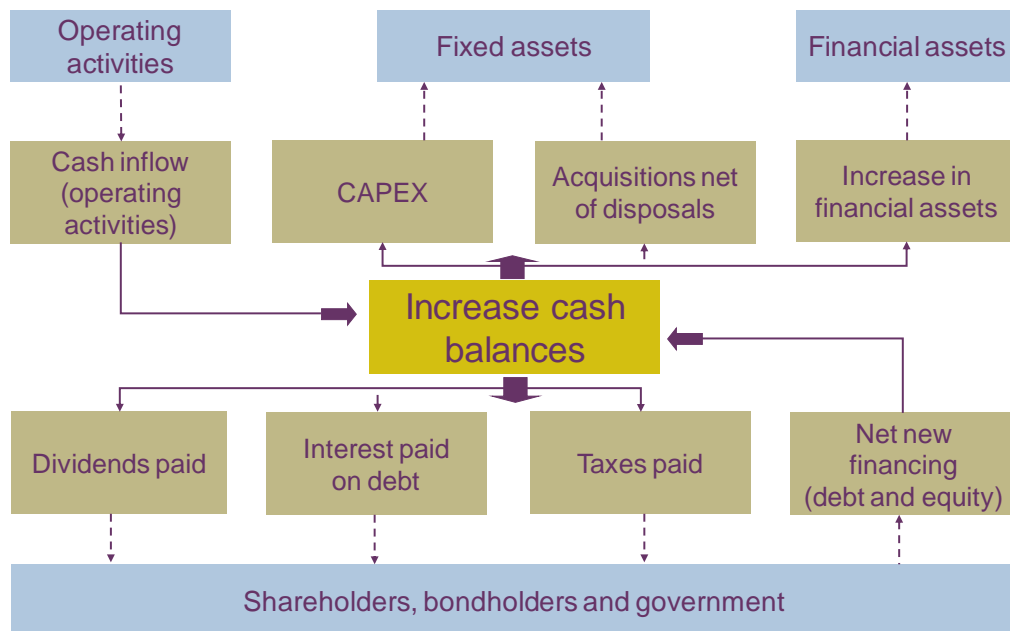 Operating
activities
Fixed assets
Financial assets
Cash inflow
(operating
activities)
CAPEX
Acquisitions net
of disposals
Increase in
financial assets
Increase cash
balances
Dividends paid
Interest paid
on debt
Taxes paid
Net new
financing
(debt and equity)
Shareholders, bondholders and government